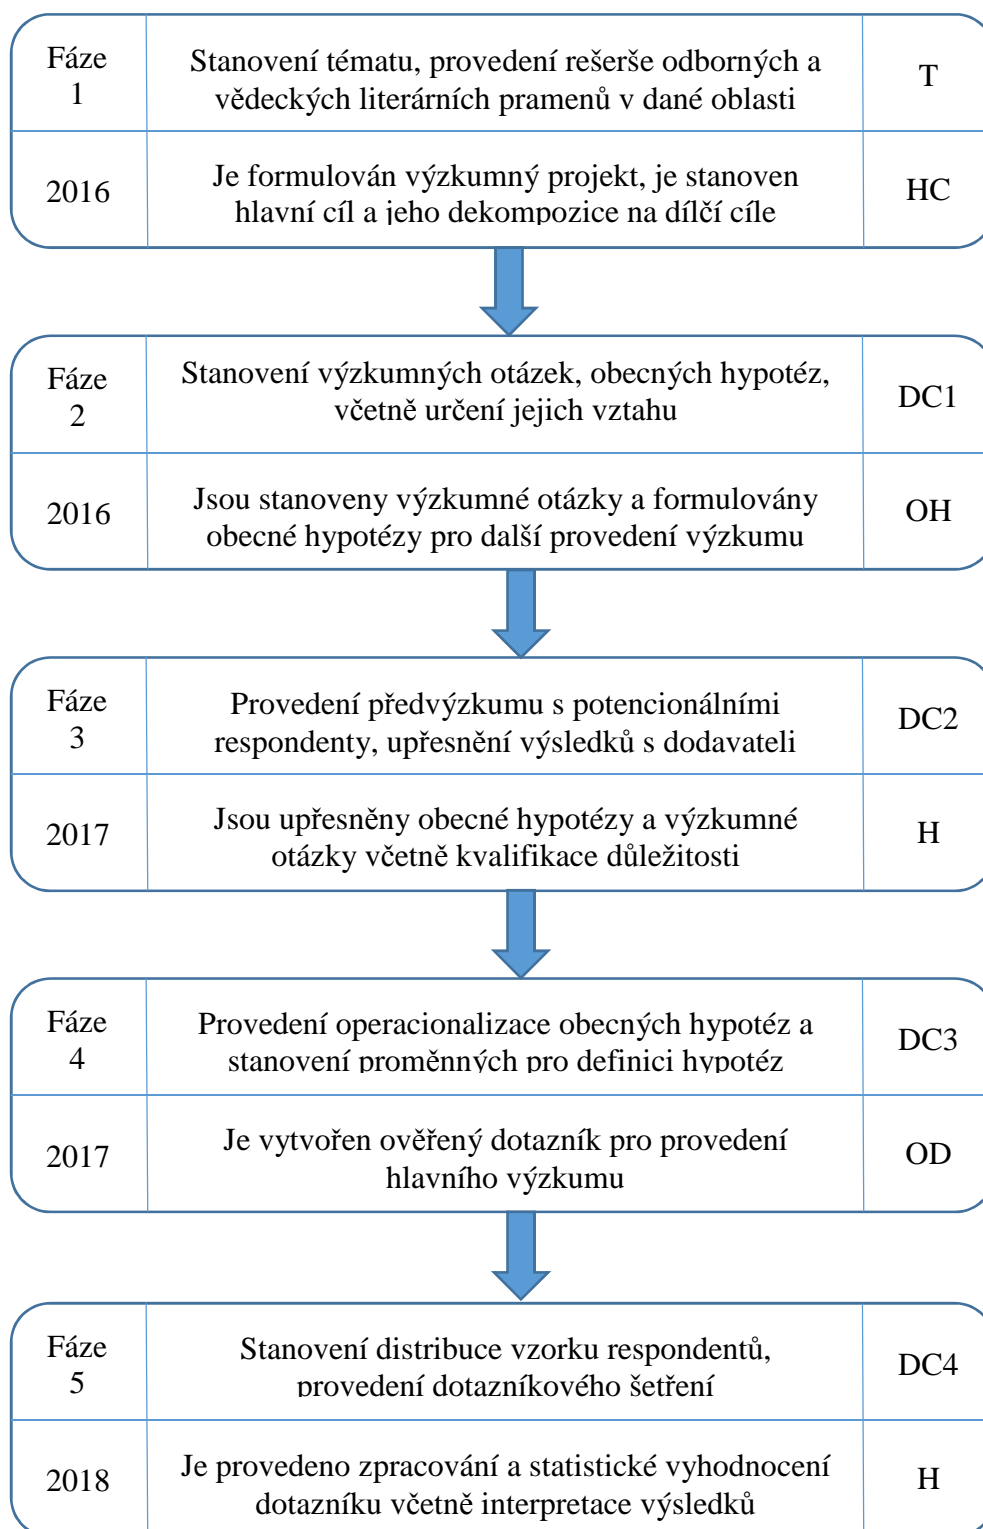 Fáze
1
Stanovení tématu, provedení rešerše odborných a
vědeckých literárních pramenů v dané oblasti
T
2016
Je formulován výzkumný projekt, je stanoven
hlavní cíl a jeho dekompozice na dílčí cíle
HC
Fáze
2
Stanovení výzkumných otázek, obecných hypotéz,
včetně určení jejich vztahu
DC1
2016
Jsou stanoveny výzkumné otázky a formulovány
obecné hypotézy pro další provedení výzkumu
OH
Fáze
3
Provedení předvýzkumu s potencionálními
respondenty, upřesnění výsledků s dodavateli
DC2
2017
Jsou upřesněny obecné hypotézy a výzkumné
otázky včetně kvalifikace důležitosti
H
Fáze
4
Provedení operacionalizace obecných hypotéz a
stanovení proměnných pro definici hypotéz
DC3
2017
Je vytvořen ověřený dotazník pro provedení
hlavního výzkumu
OD
Fáze
5
Stanovení distribuce vzorku respondentů,
provedení dotazníkového šetření
DC4
2018
Je provedeno zpracování a statistické vyhodnocení
dotazníku včetně interpretace výsledků
H